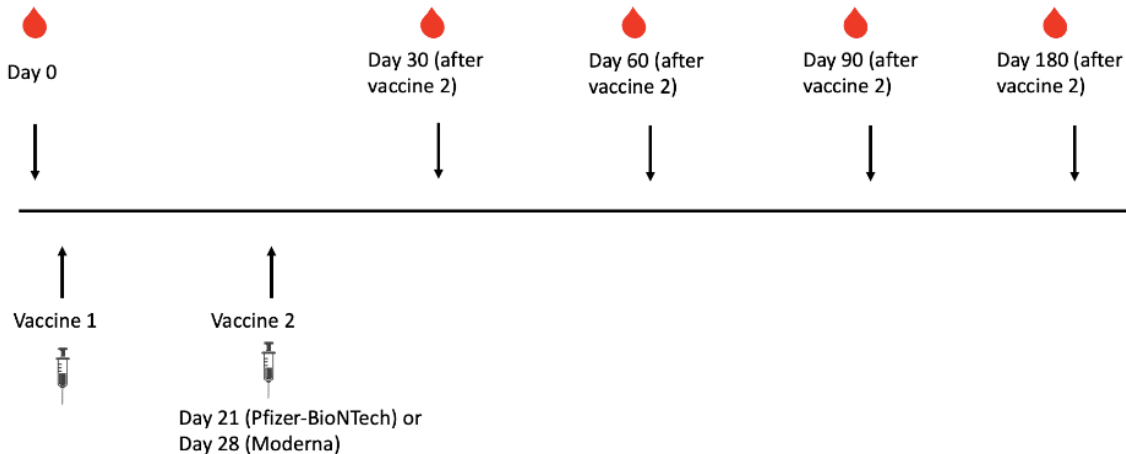 Day 0
Day 30 (after
vaccine 2)
Day 60 (after
vaccine 2)
Day 90 (after
vaccine 2)
Day 180 (after
vaccine 2)
Vaccine 1
Vaccine 2
Day 21 (Pfizer-BioNTech) or
Day 28 (Moderna)